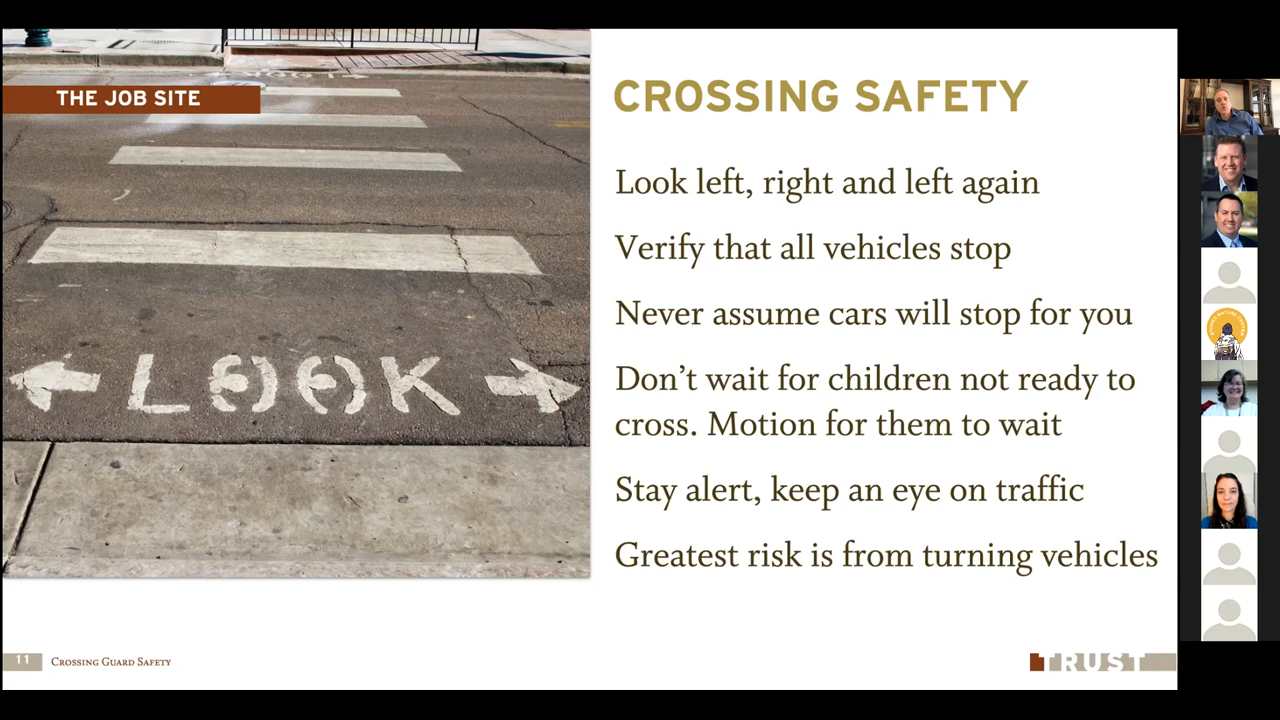 THE JOB SITE
LOOK
CROSSING SAFETY
Look left, right and left again
Verify that all vehicles stop
Never assume cars will stop for you
Don't wait for children not ready to
cross. Motion for them to wait
Stay alert, keep an eye on traffic
Greatest risk is from turning vehicles
11
Crossing Guard Safety
TRUST